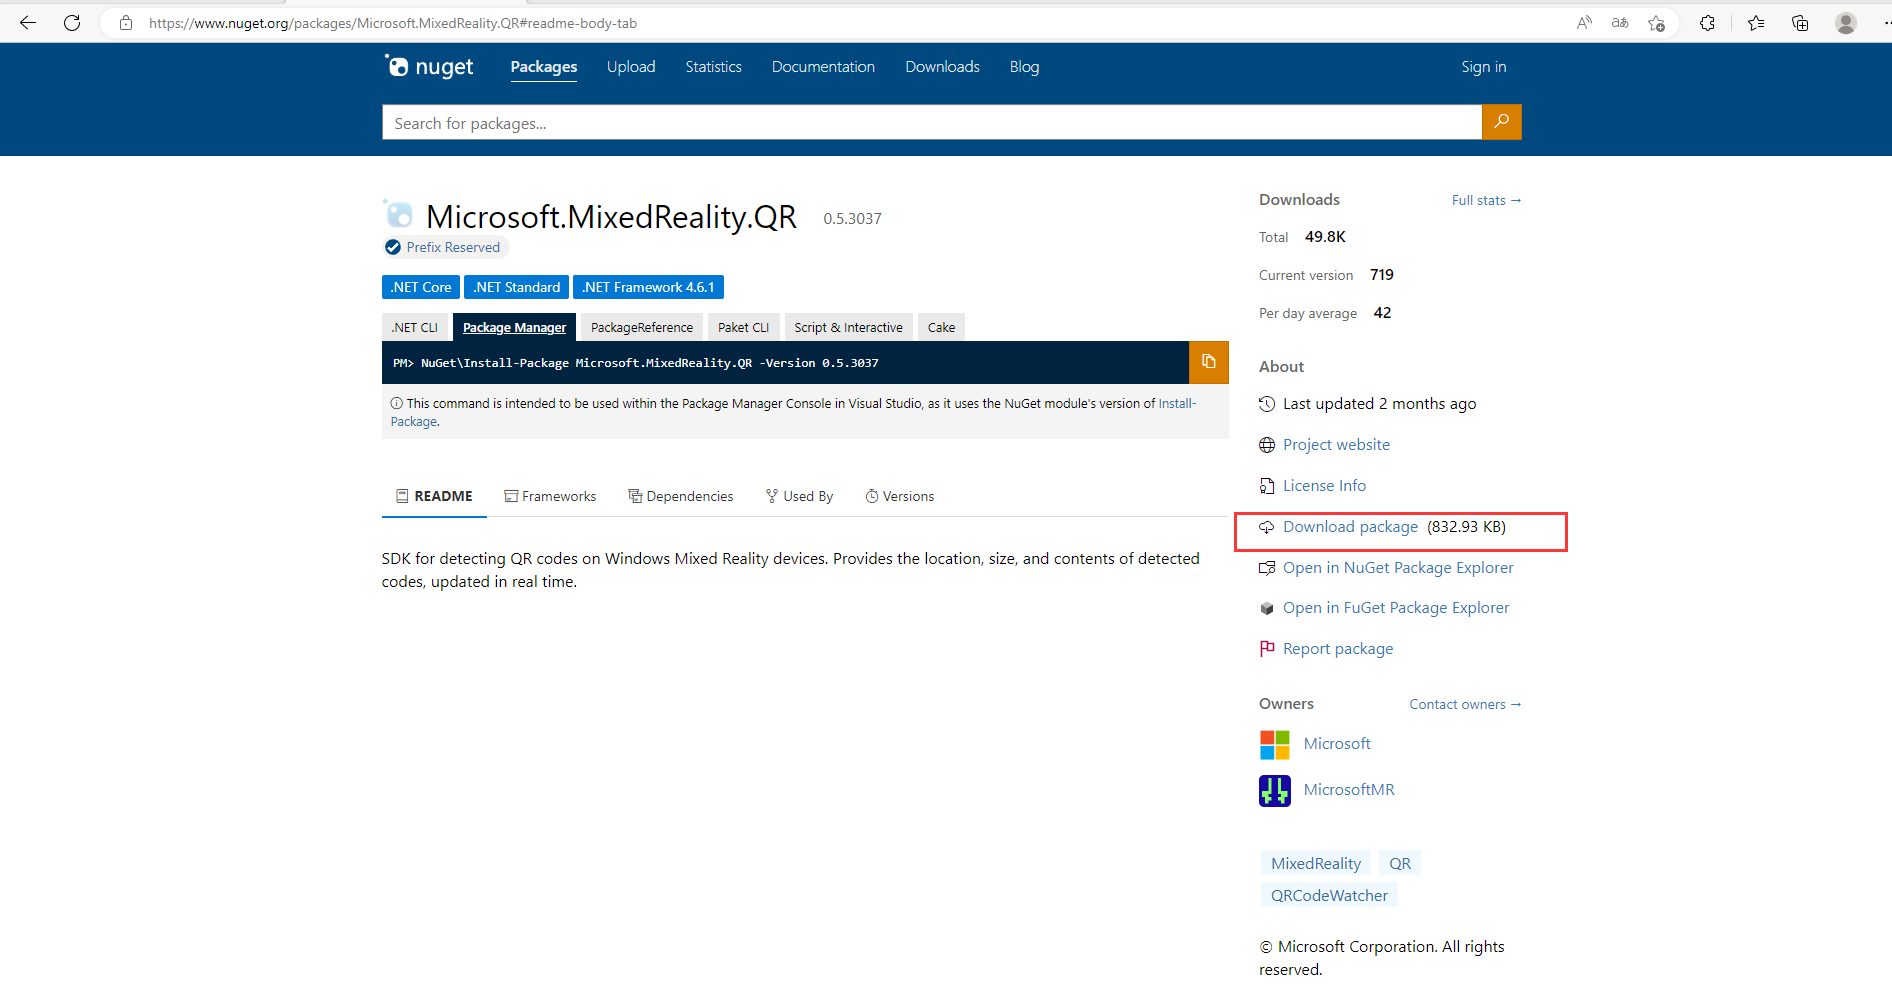 https://www.nuget.org/packages/Microsoft.MixedReality.QR#readme-body-tab
nuget Packages Upload Statistics Documentation Downloads Blog Sign in
Search for packages...
Microsoft.MixedReality.QR 0.5.3037
Prefix Reserved
.NET Core .NET Standard .NET Framework 4.6.1
.NET CLI Package Manager PackageReference Paket CLI Script & Interactive Cake
PM> NuGet\Install-Package Microsoft.MixedReality.QR -Version 0.5.3037
This command is intended to be used within the Package Manager Console in Visual Studio, as it uses the NuGet module's version of Install-
Package.
README Frameworks Dependencies Used By Versions
SDK for detecting QR codes on Windows Mixed Reality devices. Provides the location, size, and contents of detected
codes, updated in real time.
Downloads Full stats →
Total 49.8K
Current version 719
Per day average 42
About
Last updated 2 months ago
Project website
License Info
Download package (832.93 KB)
Open in NuGet Package Explorer
Open in FuGet Package Explorer
Report package
Owners Contact owners →
Microsoft
MicrosoftMR
MixedReality QR
QRCodeWatcher
© Microsoft Corporation. All rights
reserved.